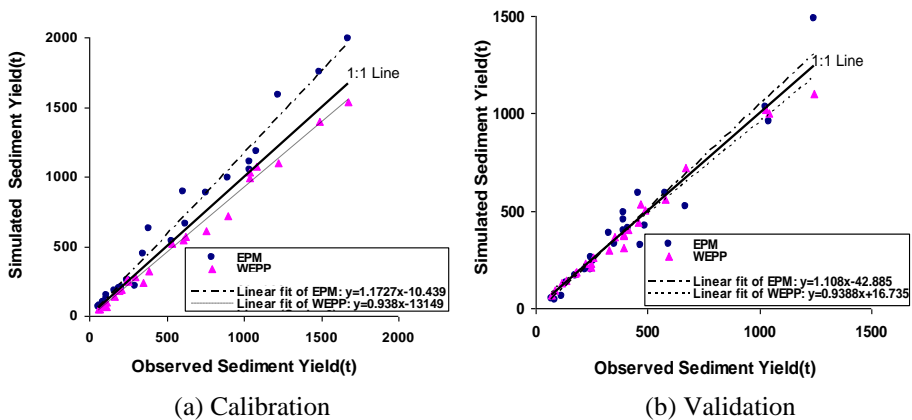 2000
1500
1000
500
0
Simulated Sediment Yield(t)
1:1 Line
EPM
WEPP
Linear fit of EPM: y=1.1727x-10.439
Linear fit of WEPP: y=0.938x-13149
0 500 1000 1500 2000
Observed Sediment Yield(t)
(a) Calibration
1500
1000
500
0
Simulated Sediment Yield(t)
1:1 Line
EPM
WEPP
Linear fit of EPM: y=1.108x-42.885
Linear fit of WEPP: y=0.9388x+16.735
0 500 1000 1500
Observed Sediment Yield(t)
(b) Validation